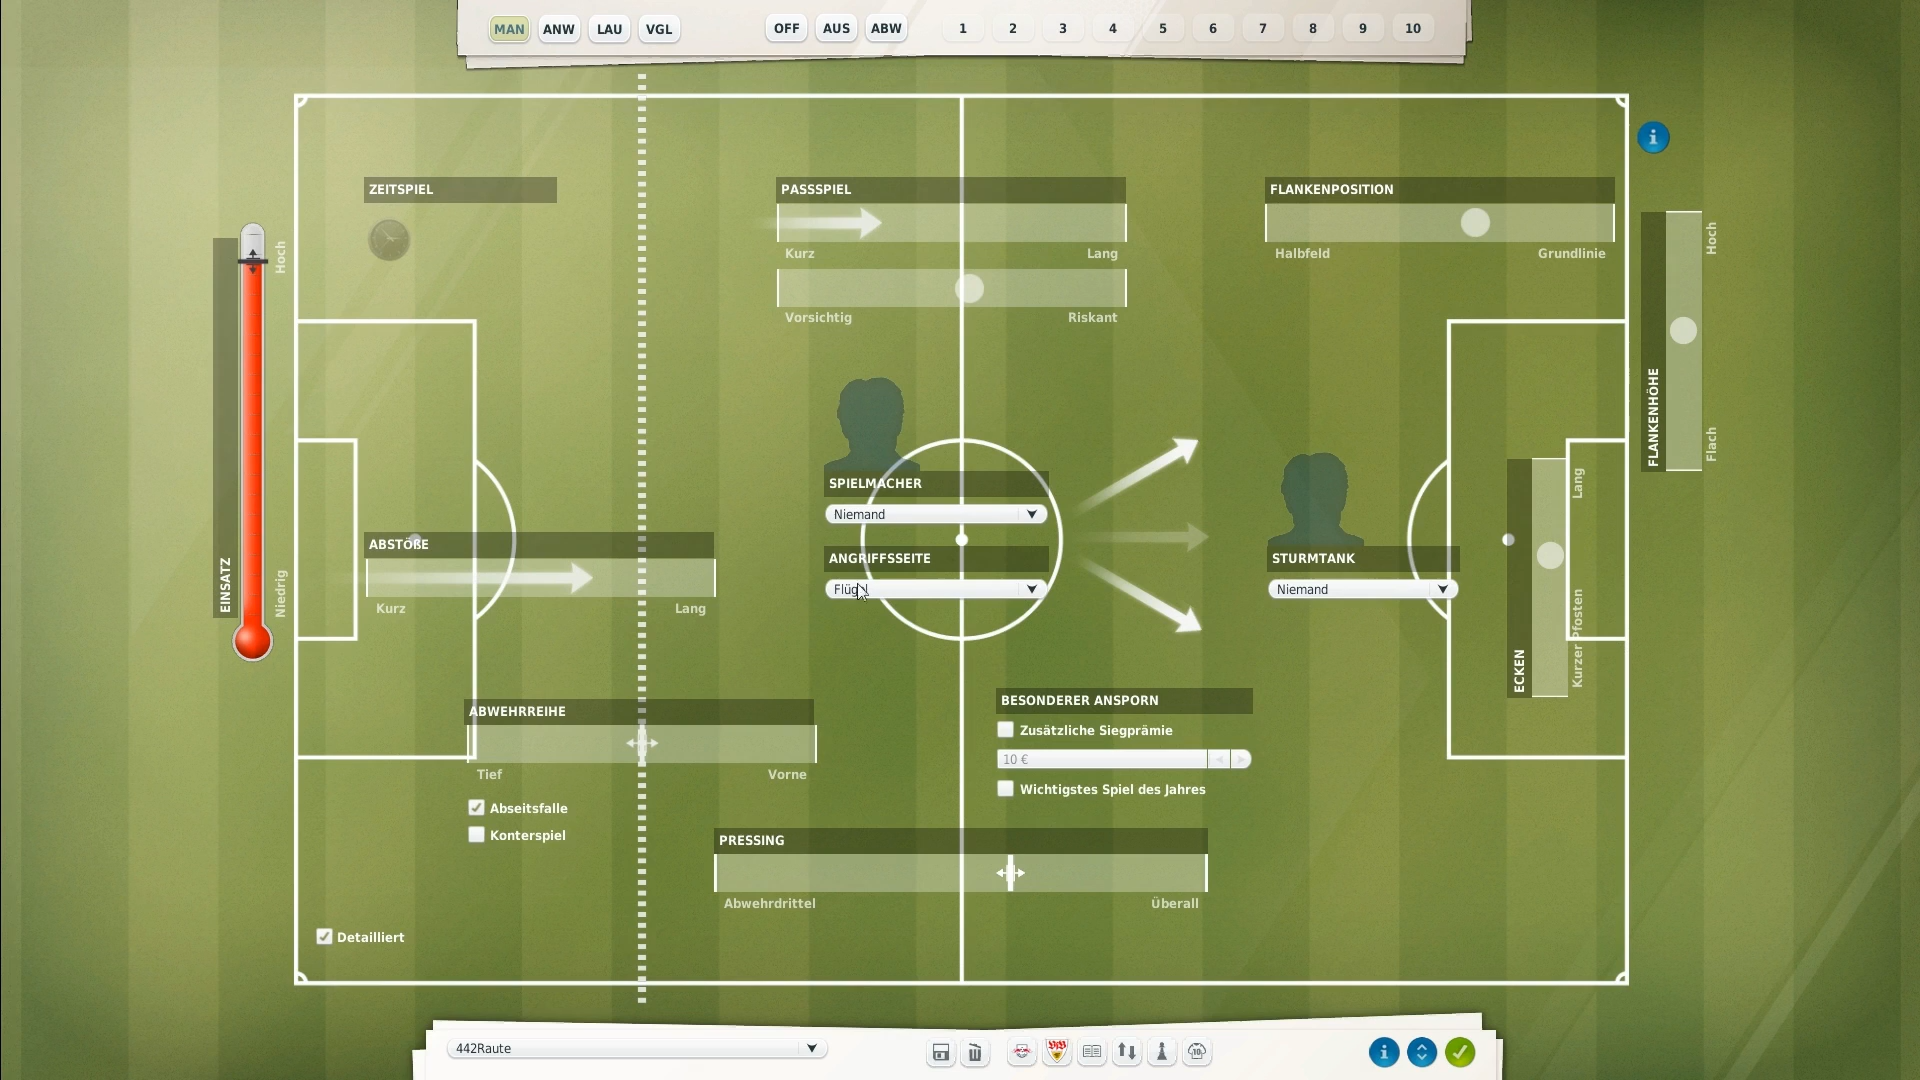 MAN ANW LAU VGL OFF AUS ABW 1 2 3 4 5 6 7 8 9 10
ZEITSPIEL
PASSSPIEL
Kurz Lang
Vorsichtig Riskant
FLANKENPOSITION
Halbfeld Grundlinie
FLANKENHÖHE
Hoch
Flach
EINSATZ
Hoch
Niedrig
SPIELMACHER
Niemand
ANGRIFFSSEITE
Flügel
STURMTANK
Niemand
ECKEN
Lang
Kurzer Pfosten
ABSTÖßE
Kurz Lang
ABWEHRREIHE
Tief Vorne
Abseitsfalle
Konterspiel
BESONDERER ANSPORN
Zusätzliche Siegprämie
10 €
Wichtigstes Spiel des Jahres
PRESSING
Abwehrdrittel Überall
Detailliert
442Raute